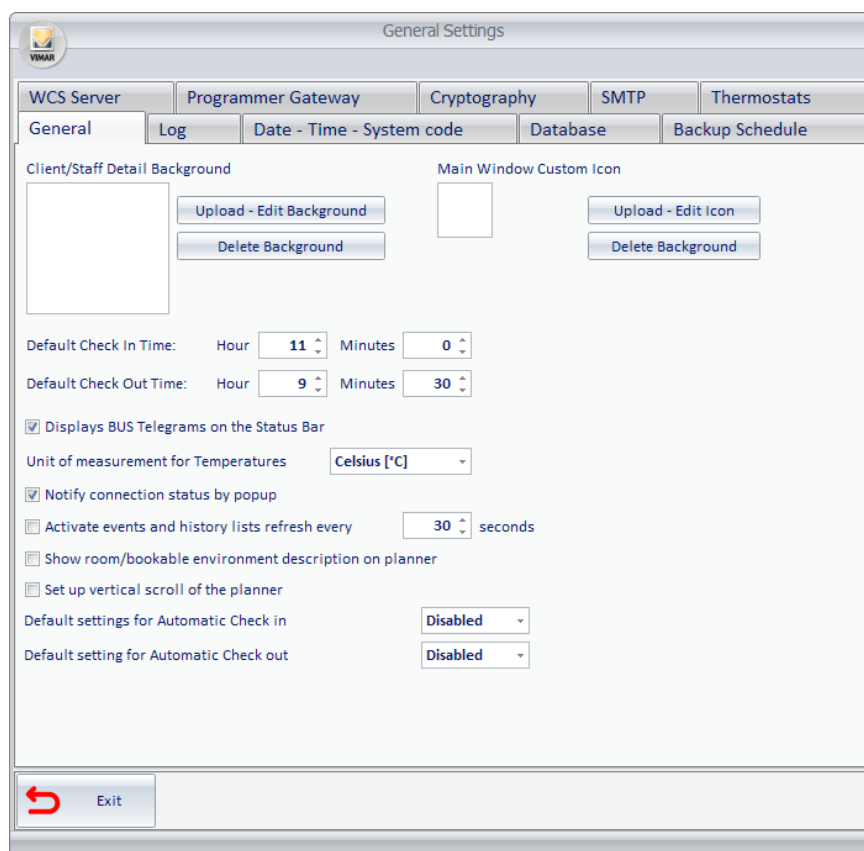 General Settings
VIMAR
WCS Server Programmer Gateway Cryptography SMTP Thermostats
General Log Date - Time - System code Database Backup Schedule
Client/Staff Detail Background Main Window Custom Icon
Upload - Edit Background Upload - Edit Icon
Delete Background Delete Background
Default Check In Time: Hour 11 Minutes 0
Default Check Out Time: Hour 9 Minutes 30
Displays BUS Telegrams on the Status Bar
Unit of measurement for Temperatures Celsius [°C]
Notify connection status by popup
Activate events and history lists refresh every 30 seconds
Show room/bookable environment description on planner
Set up vertical scroll of the planner
Default settings for Automatic Check in Disabled
Default setting for Automatic Check out Disabled
Exit